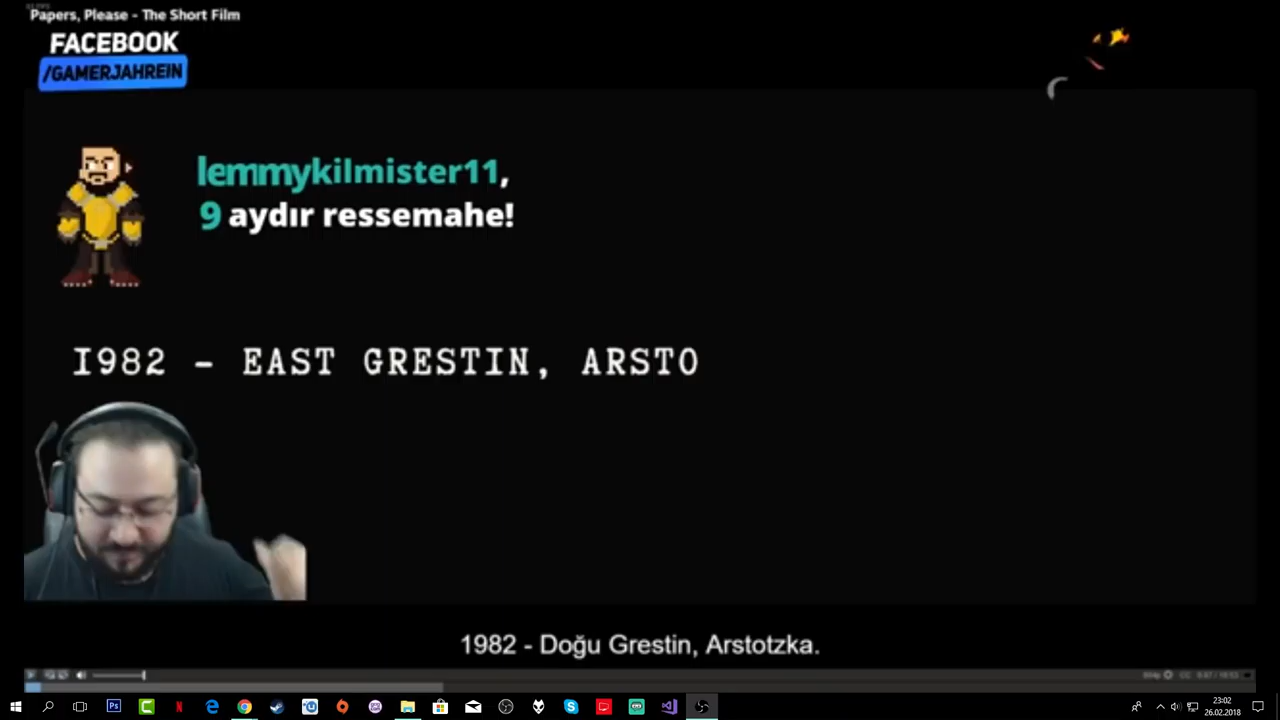 Papers, Please - The Short Film
FACEBOOK
/GAMERJAHREIN
lemmykilmister11,
9 aydır ressemahe!
1982 - EAST GRESTIN, ARSTO
1982 - Doğu Grestin, Arstotzka.
23:02
26.02.2018